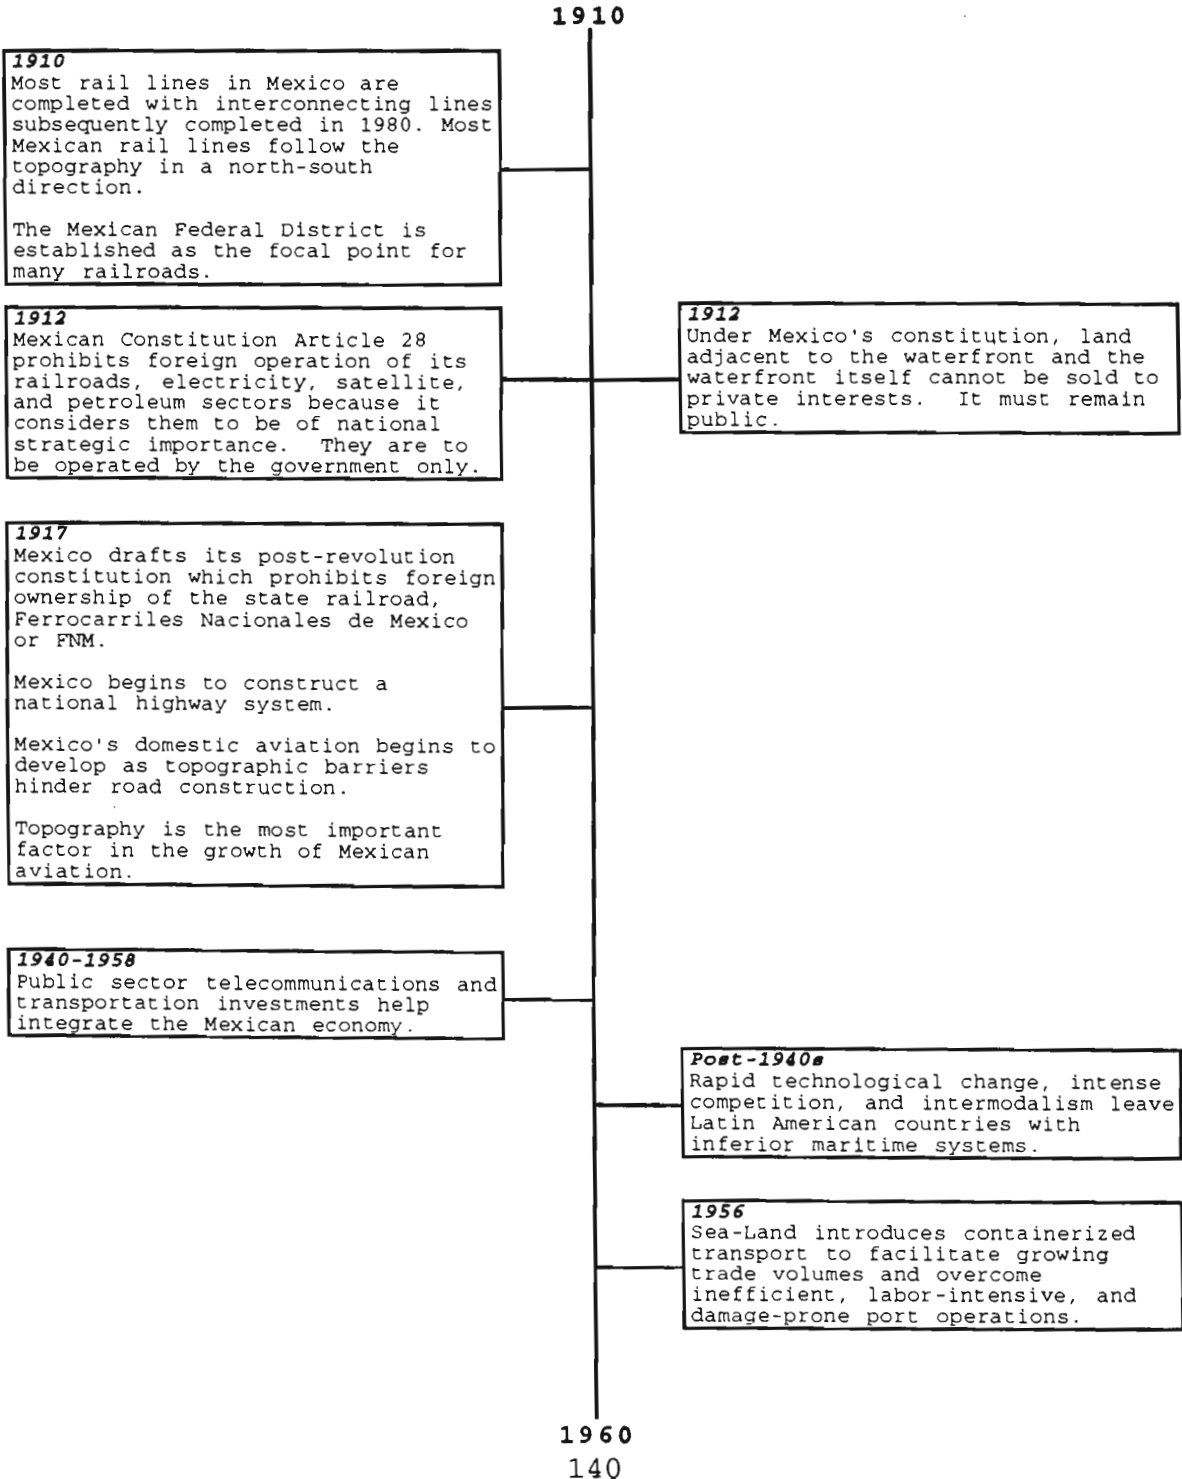 1910
1910
Most rail lines in Mexico are
completed with interconnecting lines
subsequently completed in 1980. Most
Mexican rail lines follow the
topography in a north-south
direction.
The Mexican Federal District is
established as the focal point for
many railroads.
1912
Mexican Constitution Article 28
prohibits foreign operation of its
railroads, electricity, satellite,
and petroleum sectors because it
considers them to be of national
strategic importance. They are to
be operated by the government only.
1912
Under Mexico's constitution, land
adjacent to the waterfront and the
waterfront itself cannot be sold to
private interests. It must remain
public.
1917
Mexico drafts its post-revolution
constitution which prohibits foreign
ownership of the state railroad,
Ferrocarriles Nacionales de Mexico
or FNM.
Mexico begins to construct a
national highway system.
Mexico's domestic aviation begins to
develop as topographic barriers
hinder road construction.
Topography is the most important
factor in the growth of Mexican
aviation.
1940-1958
Public sector telecommunications and
transportation investments help
integrate the Mexican economy.
Post-1940s
Rapid technological change, intense
competition, and intermodalism leave
Latin American countries with
inferior maritime systems.
1956
Sea-Land introduces containerized
transport to facilitate growing
trade volumes and overcome
inefficient, labor-intensive, and
damage-prone port operations.
1960
140